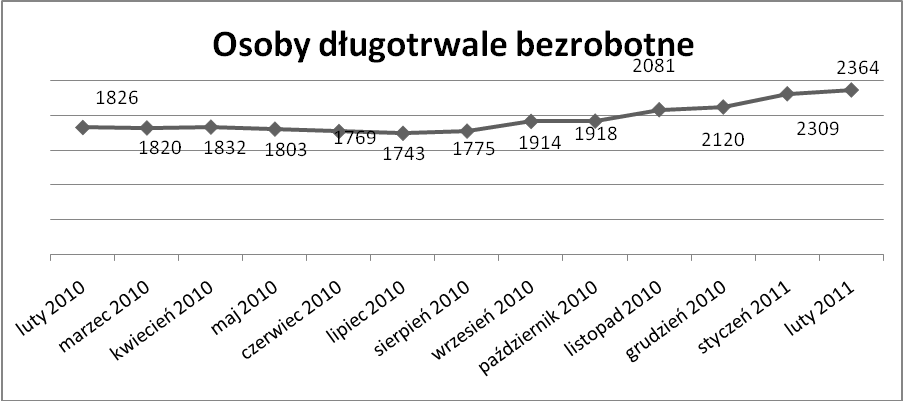 Osoby długotrwale bezrobotne
1826
1820
1832
1803
1769
1743
1775
1914
1918
2081
2120
2309
2364
luty 2010
marzec 2010
kwiecień 2010
maj 2010
czerwiec 2010
lipiec 2010
sierpień 2010
wrzesień 2010
październik 2010
listopad 2010
grudzień 2010
styczeń 2011
luty 2011